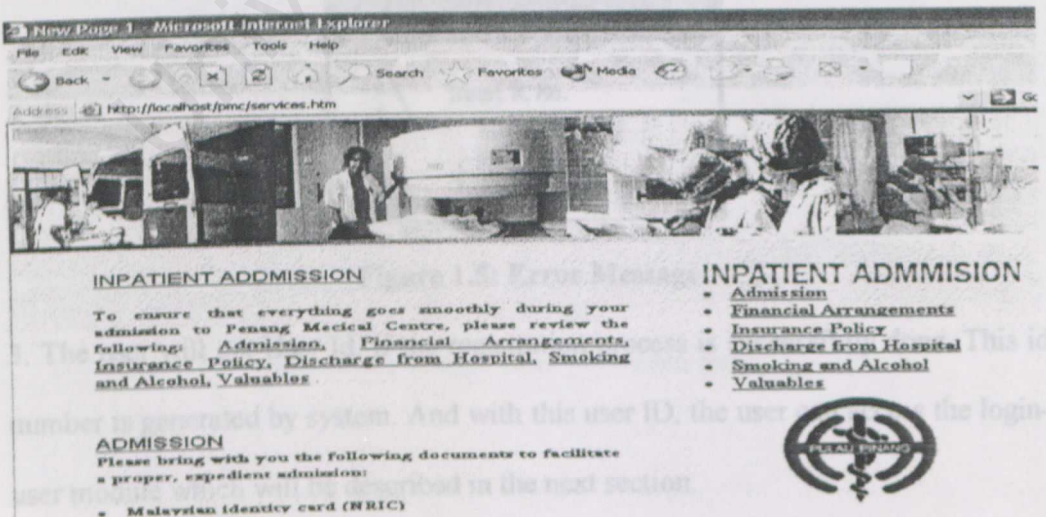 New Page 1 - Microsoft Internet Explorer
File Edit View Favorites Tools Help
Back Search Favorites Media
Address http://localhost/pmc/services.htm
INPATIENT ADDMISSION
To ensure that everything goes smoothly during your
admission to Penang Mecical Centre, please review the
following: Admission, Financial Arrangements,
Insurance Policy, Discharge from Hospital, Smoking
and Alcohol, Valuables
ADMISSION
Please bring with you the following documents to facilitate
a proper, expedient admission:
• Malaysian identity card (NRIC)
INPATIENT ADMMISION
• Admission
• Financial Arrangements
• Insurance Policy
• Discharge from Hospital
• Smoking and Alcohol
• Valuables
PULAU PINANG
Figure 1.5: Error Message
3. The user will This id
number is generated by system. And with this user ID, the user the login-
user module which will be described in the next section.